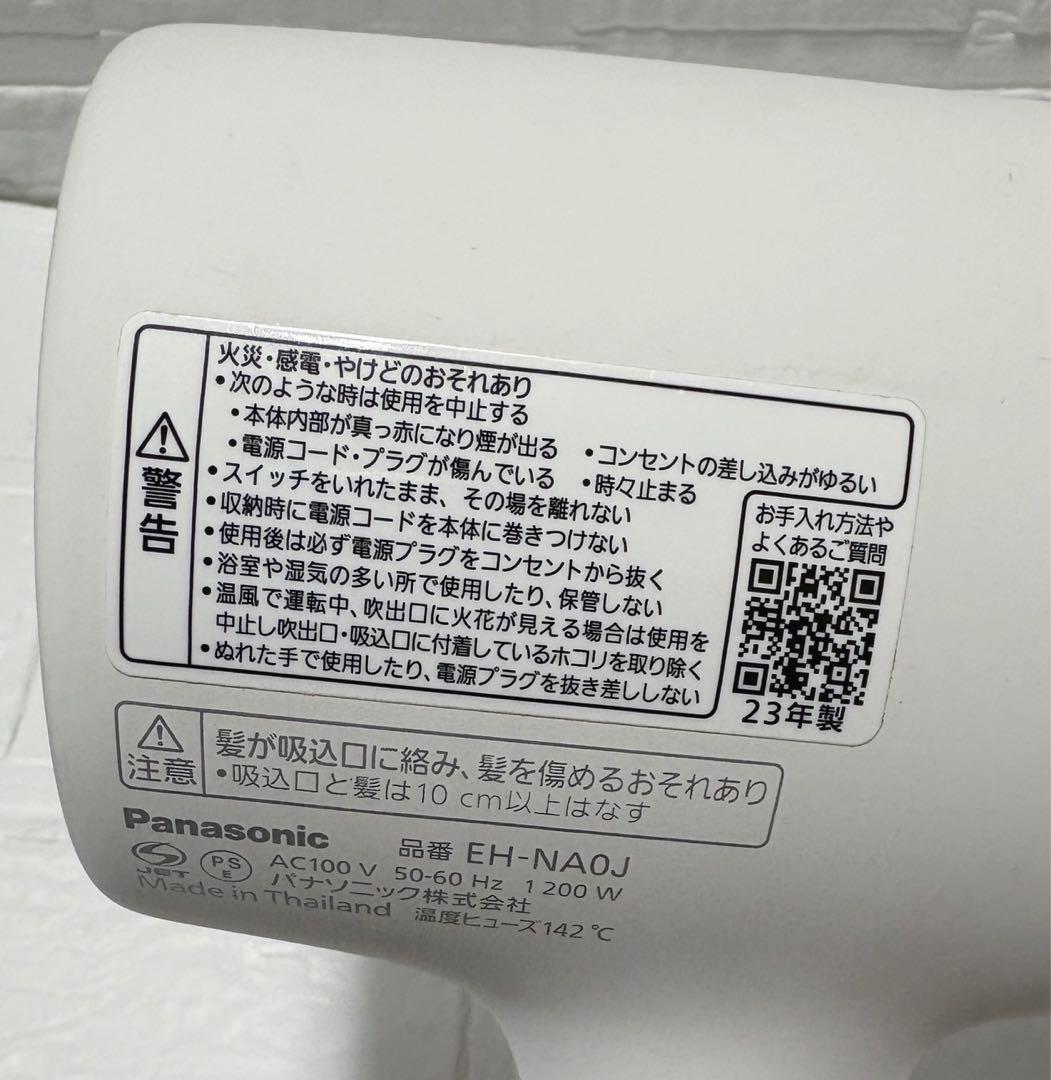 警告
火災・感電・やけどのおそれあり
•次のような時は使用を中止する
•本体内部が真っ赤になり煙が出る •コンセントの差し込みがゆるい
•電源コード・プラグが傷んでいる •時々止まる
•スイッチをいれたまま、その場を離れない
•収納時に電源コードを本体に巻きつけない
•使用後は必ず電源プラグをコンセントから抜く
•浴室や湿気の多い所で使用したり、保管しない
•温風で運転中、吹出口に火花が見える場合は使用を
中止し吹出口・吸込口に付着しているホコリを取り除く
•ぬれた手で使用したり、電源プラグを抜き差ししない
お手入れ方法や
よくあるご質問
23年製
注意
髪が吸込口に絡み、髪を傷めるおそれあり
•吸込口と髪は10 cm以上はなす
Panasonic 品番 EH-NA0J
JET PS E AC100 V 50-60 Hz 1 200 W
パナソニック株式会社
Made in Thailand 温度ヒューズ142 ℃